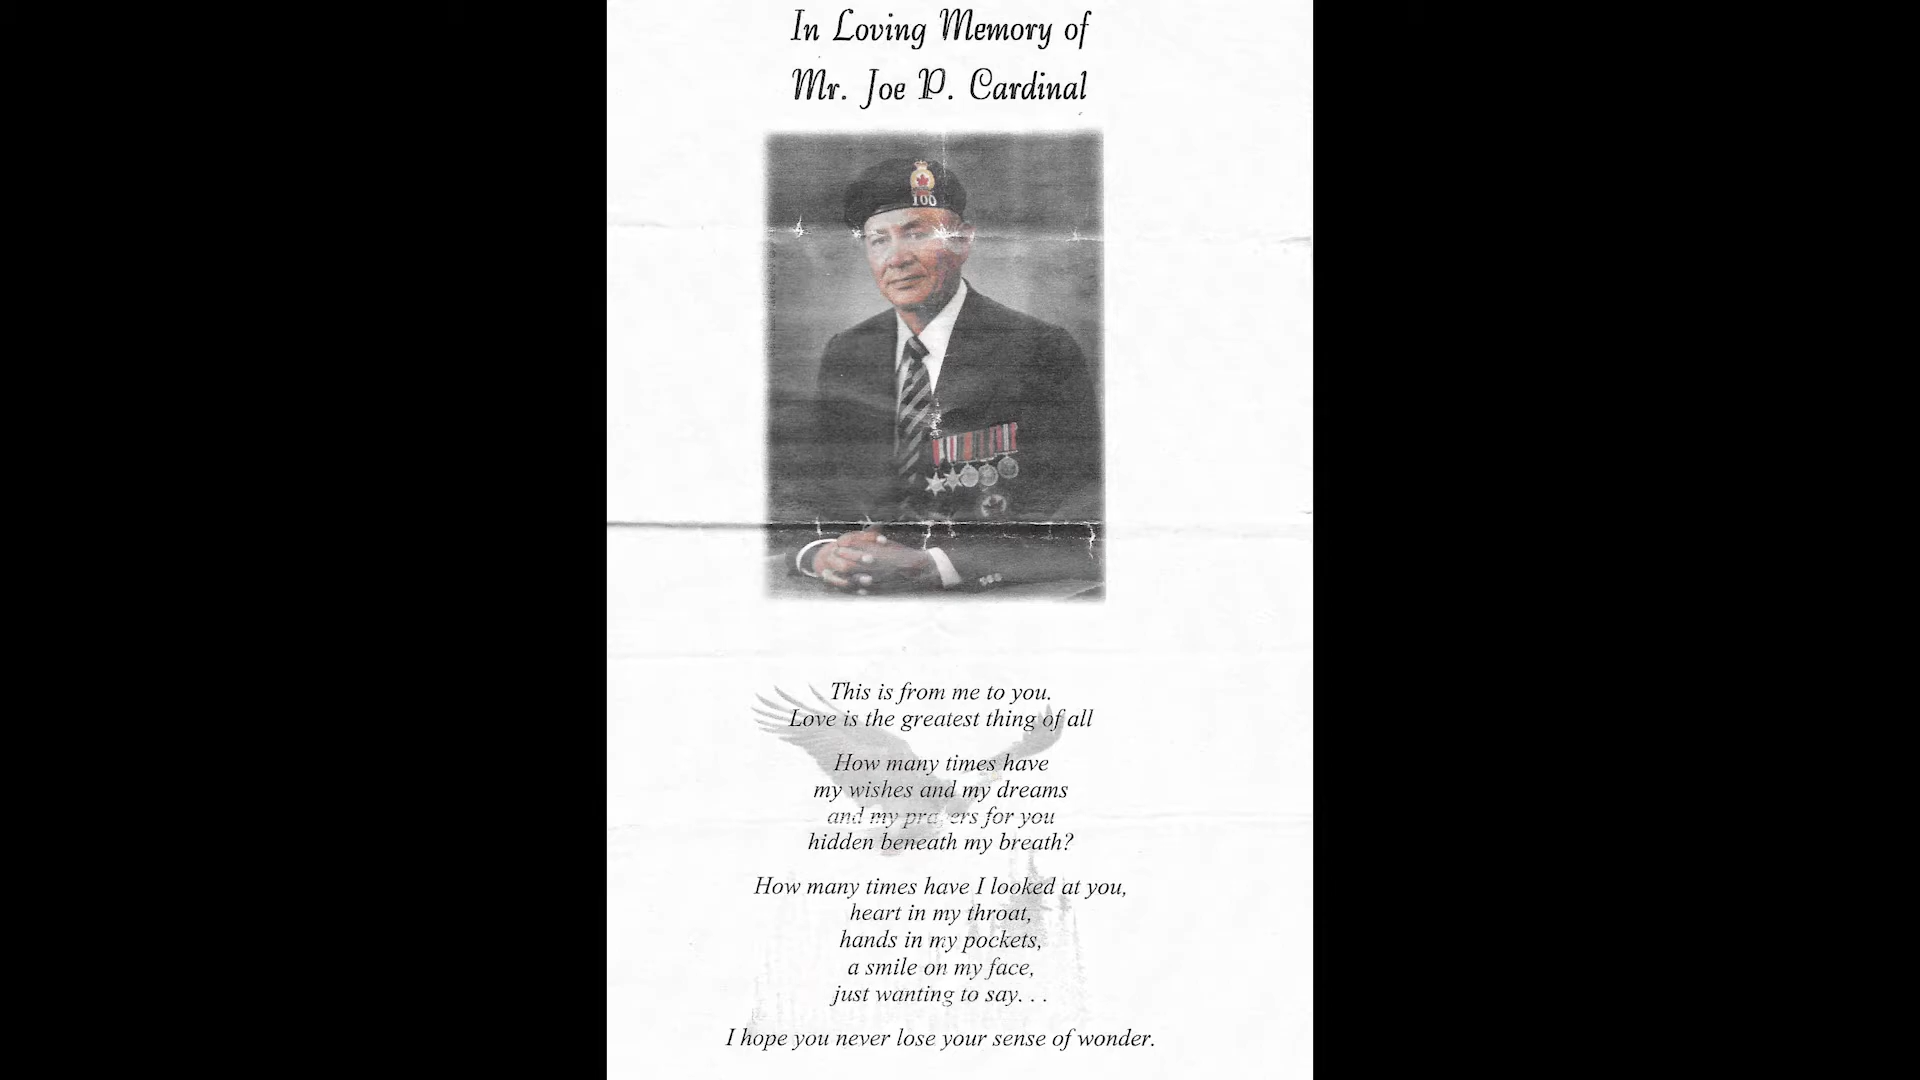 In Loving Memory of
Mr. Joe P. Cardinal
100
This is from me to you.
Love is the greatest thing of all
How many times have
my wishes and my dreams
and my prayers for you
hidden beneath my breath?
How many times have I looked at you,
heart in my throat,
hands in my pockets,
a smile on my face,
just wanting to say. . .
I hope you never lose your sense of wonder.